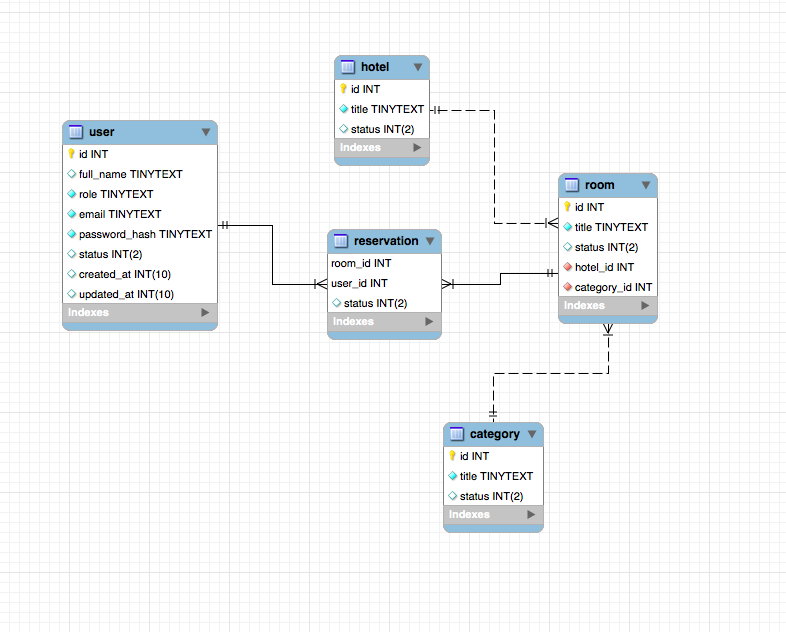 hotel
id INT
title TINYTEXT
status INT(2)
Indexes
user
id INT
full_name TINYTEXT
role TINYTEXT
email TINYTEXT
password_hash TINYTEXT
status INT(2)
created_at INT(10)
updated_at INT(10)
Indexes
reservation
room_id INT
user_id INT
status INT(2)
Indexes
room
id INT
title TINYTEXT
status INT(2)
hotel_id INT
category_id INT
Indexes
category
id INT
title TINYTEXT
status INT(2)
Indexes